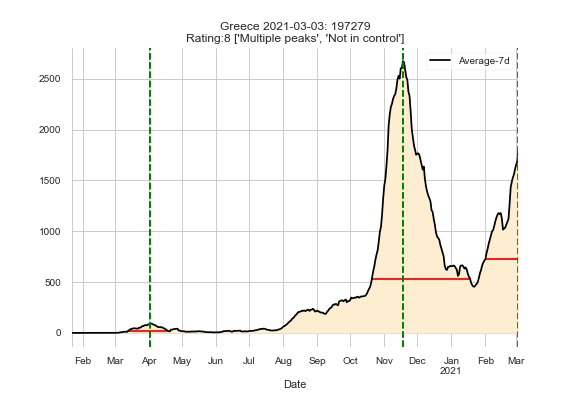 Greece 2021-03-03: 197279
Rating:8 ['Multiple peaks', 'Not in control']
Average-7d
2500
2000
1500
1000
500
0
Feb Mar Apr May Jun Jul Aug Sep Oct Nov Dec Jan Feb Mar
2021
Date